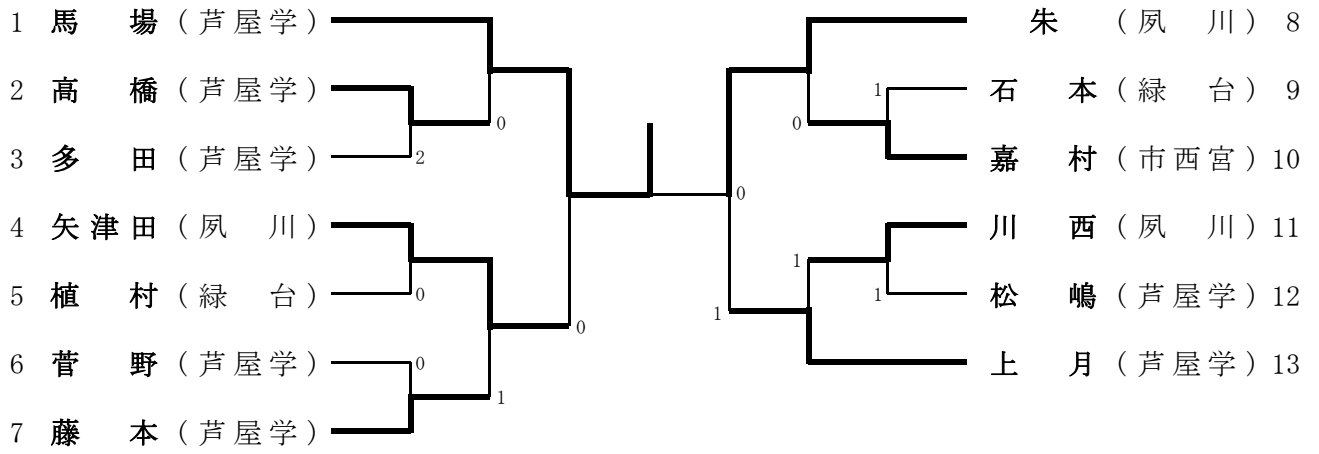 1 馬場 (芦屋学)
2 高橋 (芦屋学)
3 多田 (芦屋学)
4 矢津田 (夙川)
5 植村 (緑台)
6 菅野 (芦屋学)
7 藤本 (芦屋学)
0
2
0
0
1
0
0
1
0
0
1
1
1
朱 (夙川) 8
石本 (緑台) 9
嘉村 (市西宮) 10
川西 (夙川) 11
松嶋 (芦屋学) 12
上月 (芦屋学) 13